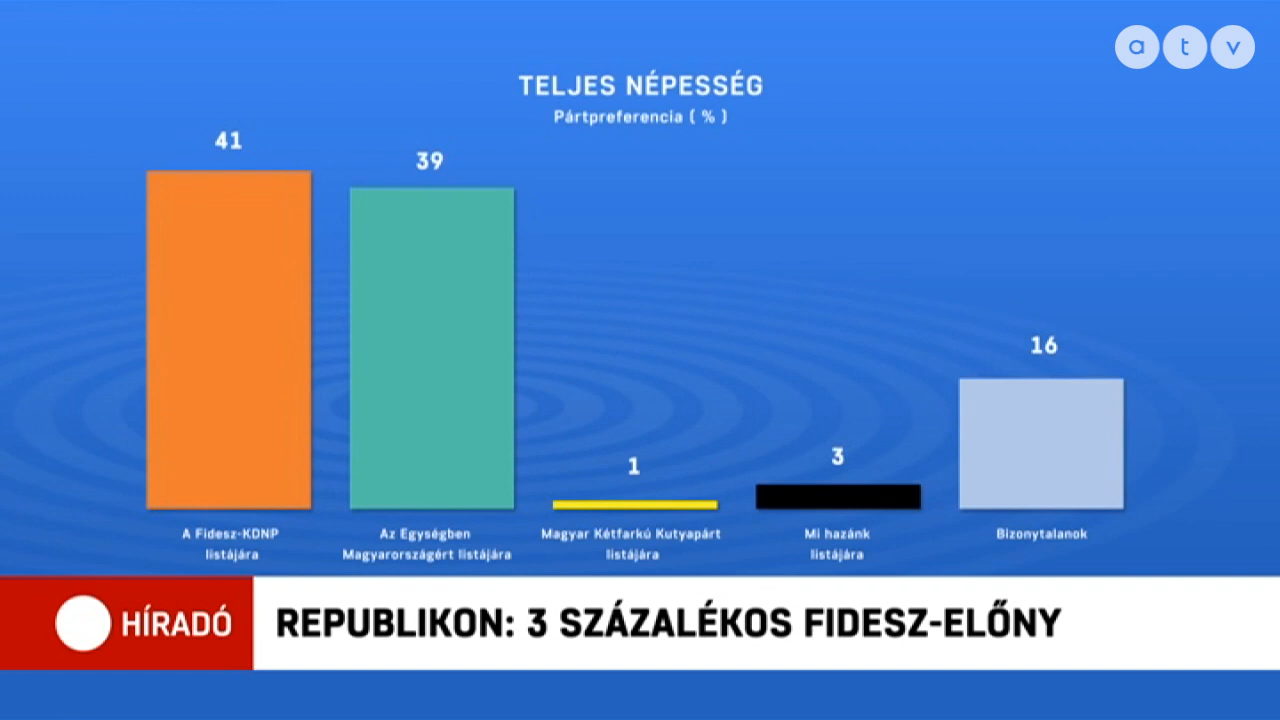 a t v
TELJES NÉPESSÉG
Pártpreferencia ( % )
41
39
1
3
16
A Fidesz-KDNP
listájára
Az Egységben
Magyarországért listájára
Magyar Kétfarkú Kutyapárt
listájára
Mi hazánk
listájára
Bizonytalanok
HÍRADÓ
REPUBLIKON: 3 SZÁZALÉKOS FIDESZ-ELŐNY